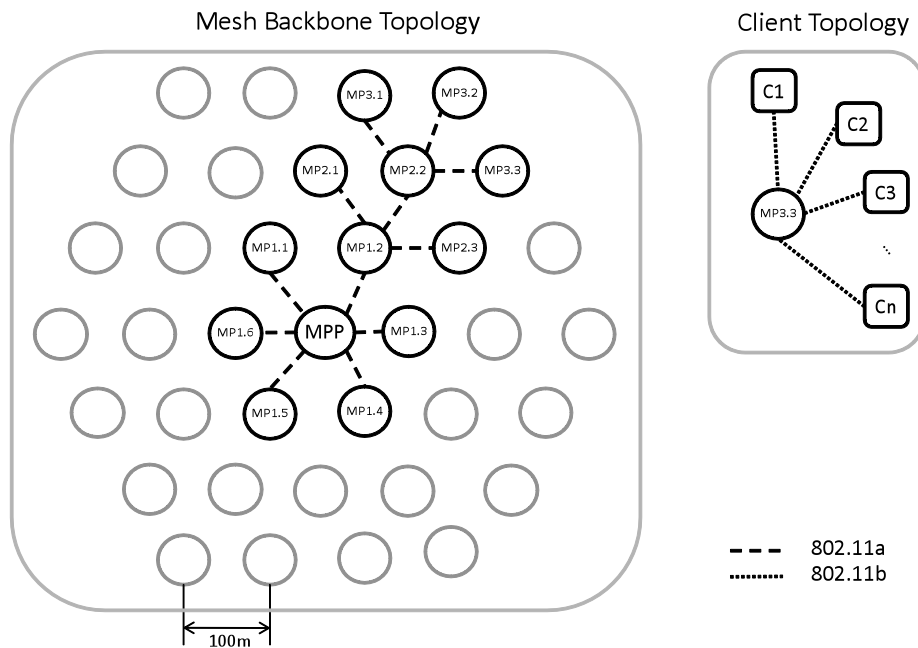 Mesh Backbone Topology
Client Topology
MP3.1
MP3.2
MP2.1
MP2.2
MP3.3
MP1.1
MP1.2
MP2.3
MP1.6
MPP
MP1.3
MP1.5
MP1.4
100m
C1
C2
C3
MP3.3
Cn
802.11a
802.11b